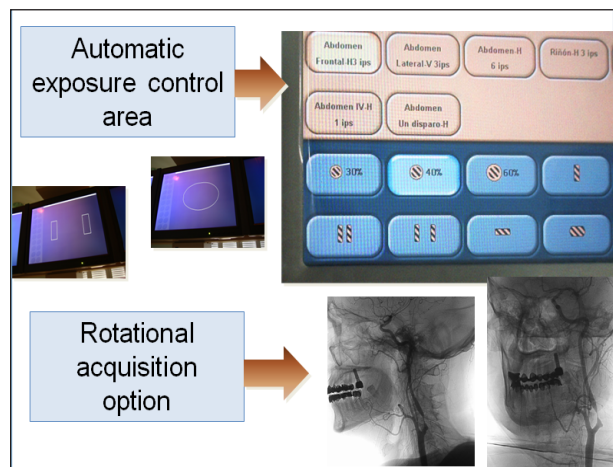 Automatic
exposure control
area
Abdomen
Frontal-H3 ips
Abdomen
Lateral-V 3ips
Abdomen-H
6 ips
Riñón-H 3 ips
Abdomen IV-H
1 ips
Abdomen
Un disparo-H
30%
40%
60%
Rotational
acquisition
option